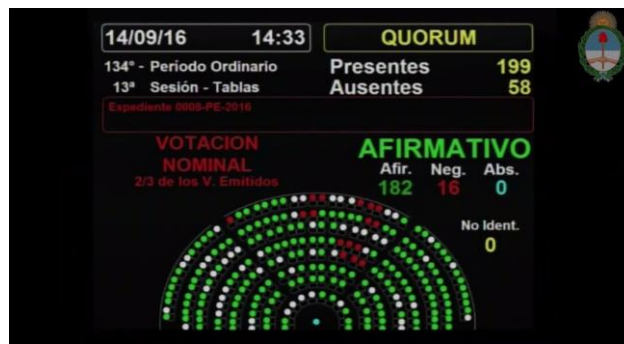 14/09/16 14:33
QUORUM
134° - Período Ordinario
13ª Sesión - Tablas
Presentes 199
Ausentes 58
Expediente 0008-PE-2016
VOTACION
NOMINAL
2/3 de los V. Emitidos
AFIRMATIVO
Afir. Neg. Abs.
182 16 0
No Ident.
0